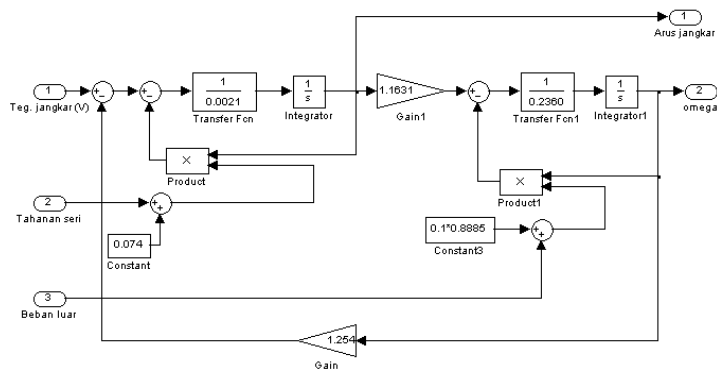 1
Arus jangkar
1
Teg. jangkar (V)
+
−
+
−
1
0.0021
Transfer Fcn
1
s
Integrator
1.1631
Gain1
+
−
1
0.2360
Transfer Fcn1
1
s
Integrator1
2
omega
×
Product
×
Product1
2
Tahanan seri
+
+
0.074
Constant
0.1*0.8885
Constant3
+
+
3
Beban luar
1.254
Gain